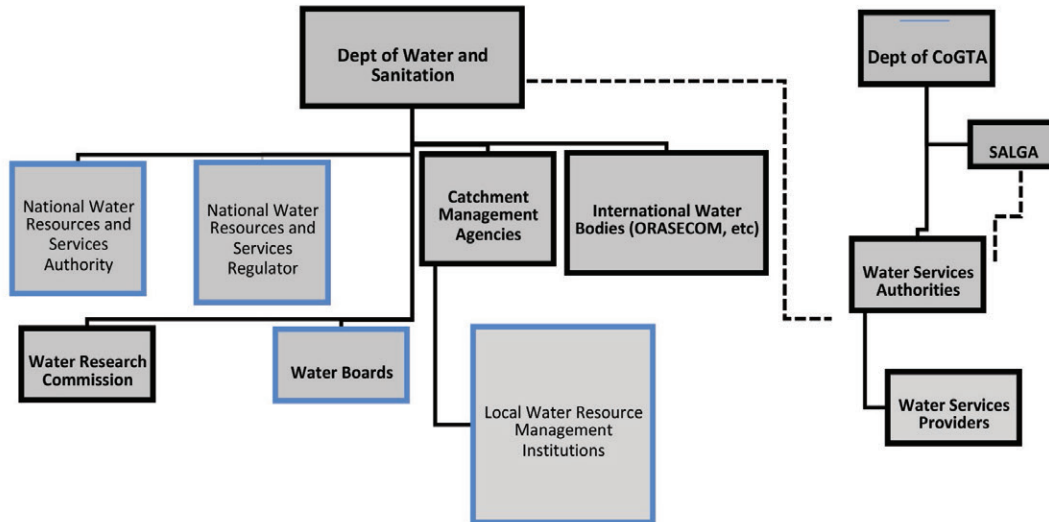 Dept of Water and
Sanitation
Dept of CoGTA
SALGA
National Water
Resources and
Services
Authority
National Water
Resources and
Services
Regulator
Catchment
Management
Agencies
International Water
Bodies (ORASECOM, etc)
Water Services
Authorities
Water Research
Commission
Water Boards
Local Water Resource
Management
Institutions
Water Services
Providers